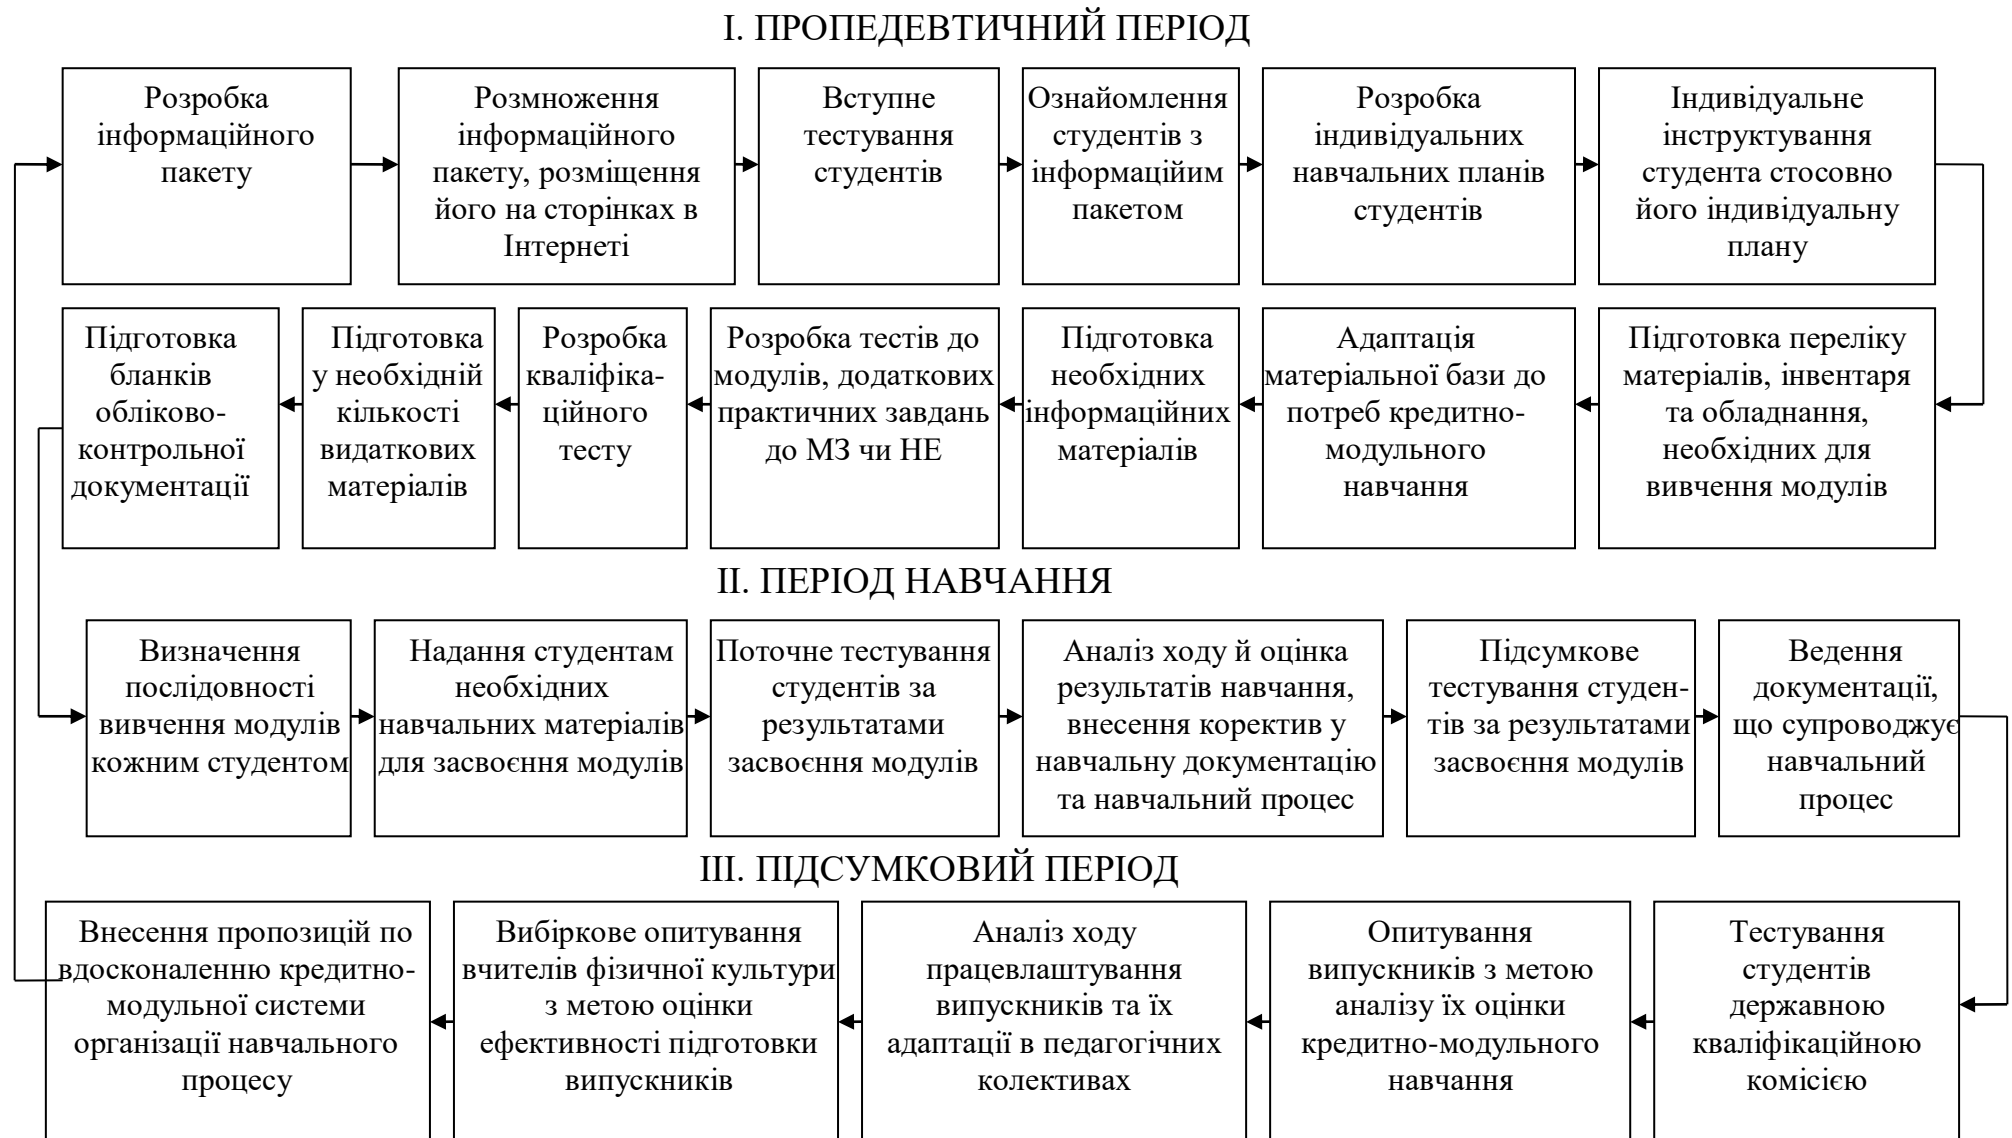 І. ПРОПЕДЕВТИЧНИЙ ПЕРІОД
Розробка
інформаційного
пакету
Розмноження
інформаційного
пакету, розміщення
його на сторінках в
Інтернеті
Вступне
тестування
студентів
Ознайомлення
студентів з
інформаційим
пакетом
Розробка
індивідуальних
навчальних планів
студентів
Індивідуальне
інструктування
студента стосовно
його індивідуальну
плану
Підготовка
бланків
обліково-
контрольної
документації
Підготовка
у необхідній
кількості
видаткових
матеріалів
Розробка
кваліфіка-
ційного
тесту
Розробка тестів до
модулів, додаткових
практичних завдань
до МЗ чи НЕ
Підготовка
необхідних
інформаційних
матеріалів
Адаптація
матеріальної бази до
потреб кредитно-
модульного
навчання
Підготовка переліку
матеріалів, інвентаря
та обладнання,
необхідних для
вивчення модулів
ІІ. ПЕРІОД НАВЧАННЯ
Визначення
послідовності
вивчення модулів
кожним студентом
Надання студентам
необхідних
навчальних матеріалів
для засвоєння модулів
Поточне тестування
студентів за
результатами
засвоєння модулів
Аналіз ходу й оцінка
результатів навчання,
внесення коректив у
навчальну документацію
та навчальний процес
Підсумкове
тестування студен-
тів за результатами
засвоєння модулів
Ведення
документації,
що супроводжує
навчальний
процес
ІІІ. ПІДСУМКОВИЙ ПЕРІОД
Внесення пропозицій по
вдосконаленню кредитно-
модульної системи
організації навчального
процесу
Вибіркове опитування
вчителів фізичної культури
з метою оцінки
ефективності підготовки
випускників
Аналіз ходу
працевлаштування
випускників та їх
адаптації в педагогічних
колективах
Опитування
випускників з метою
аналізу їх оцінки
кредитно-модульного
навчання
Тестування
студентів
державною
кваліфікаційною
комісією